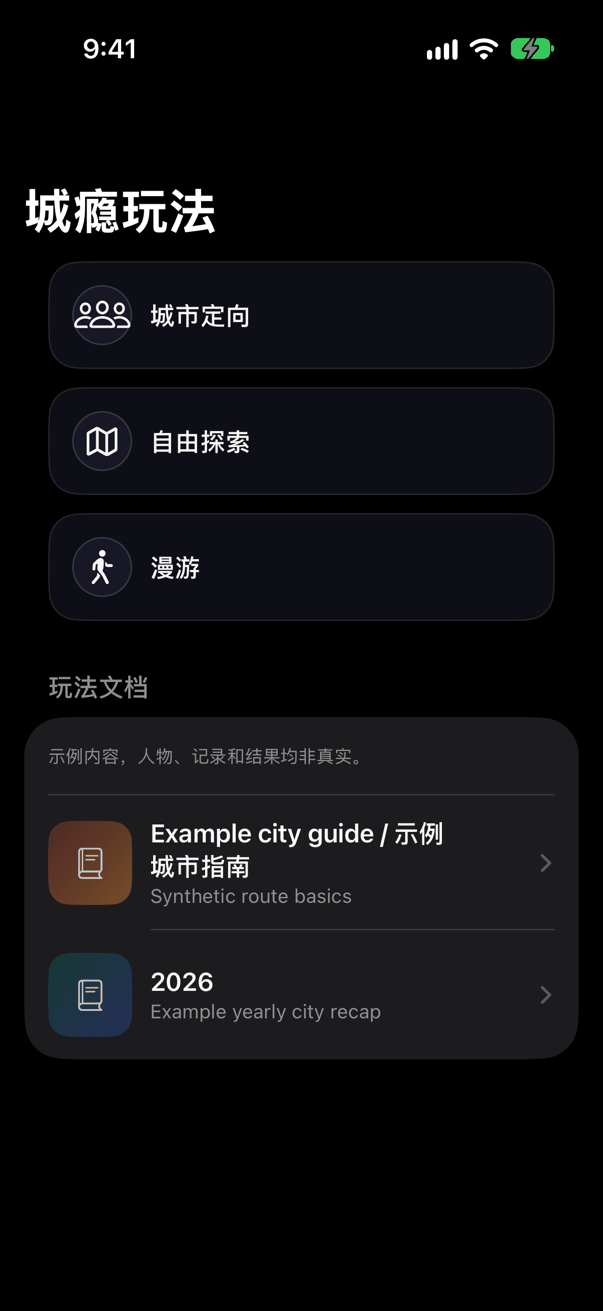 9:41
城瘾玩法
城市定向
自由探索
漫游
玩法文档
示例内容，人物、记录和结果均非真实。
Example city guide / 示例
城市指南
Synthetic route basics
2026
Example yearly city recap